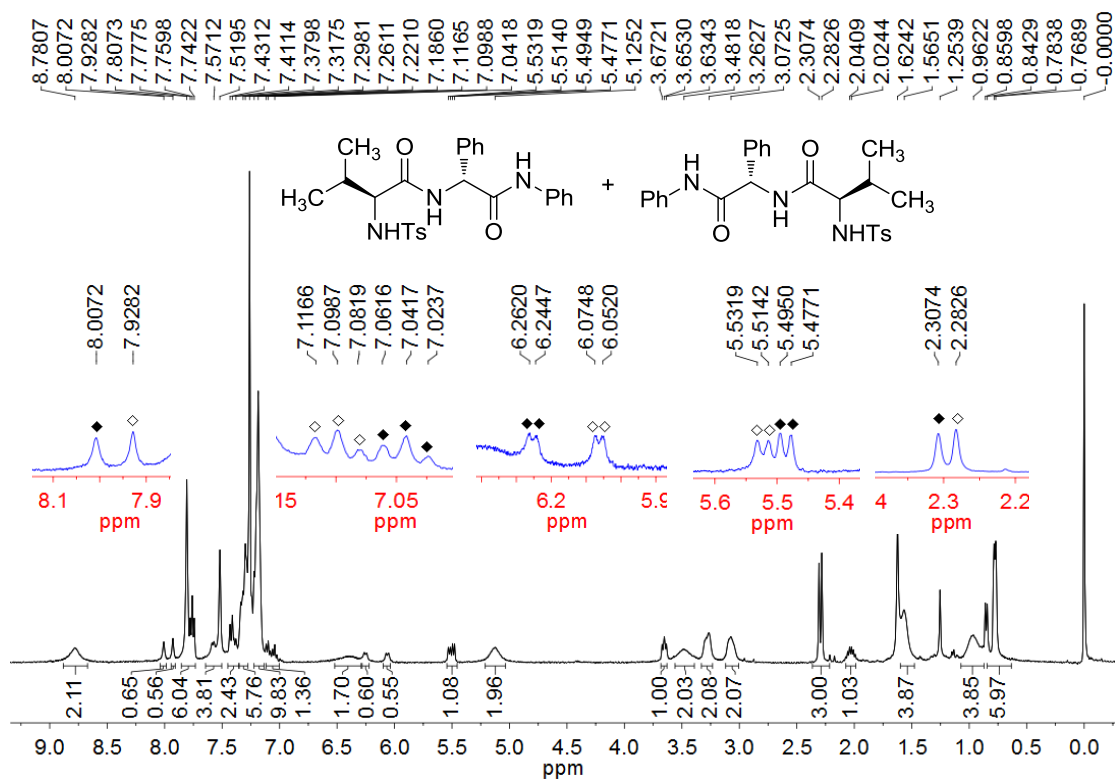 8.7807 8.0072 7.9282 7.8073 7.7775 7.7598 7.7422 7.5712 7.5195 7.4312 7.4114 7.3798 7.3175 7.2981 7.2611 7.2210 7.1860 7.1165 7.0988 7.0418 5.5319 5.5140 5.4949 5.4771 5.1252 3.6721 3.6530 3.6343 3.4818 3.2627 3.0725 2.3074 2.2826 2.0409 2.0244 1.6242 1.5651 1.2539 0.9622 0.8598 0.8429 0.7838 0.7689 -0.0000
CH3 O Ph H N
H3C N H Ph
NHTs O
+
H N Ph O CH3
Ph N H CH3
O NHTs
8.0072 7.9282
7.1166 7.0987 7.0819 7.0616 7.0417 7.0237
6.2620 6.2447 6.0748 6.0520
5.5319 5.5142 5.4950 5.4771
2.3074 2.2826
8.1 7.9
ppm
15 7.05
ppm
6.2 5.9
ppm
5.6 5.5 5.4
ppm
4 2.3 2.2
ppm
2.11 0.65 0.56 6.04 3.81 2.43 5.76 9.83 1.36 1.70 0.60 0.55 1.09 1.96 1.00 2.03 2.08 2.07 3.00 1.03 3.87 3.85 5.97
9.0 8.5 8.0 7.5 7.0 6.5 6.0 5.5 5.0 4.5 4.0 3.5 3.0 2.5 2.0 1.5 1.0 0.5 0.0
ppm